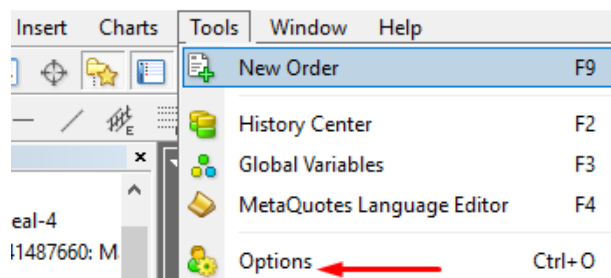 Insert Charts Tools Window Help
New Order F9
History Center F2
Global Variables F3
MetaQuotes Language Editor F4
eal-4
41487660: M
Options Ctrl+O